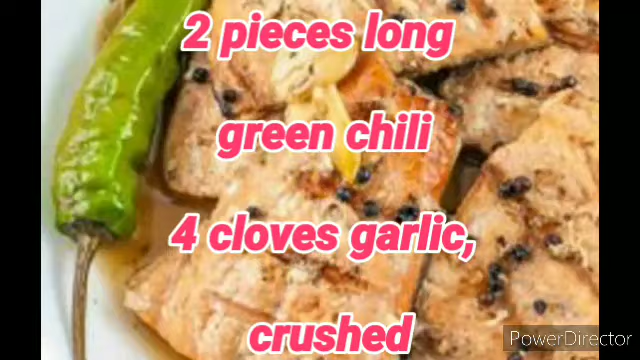 2 pieces long
green chili
4 cloves garlic,
crushed
PowerDirector